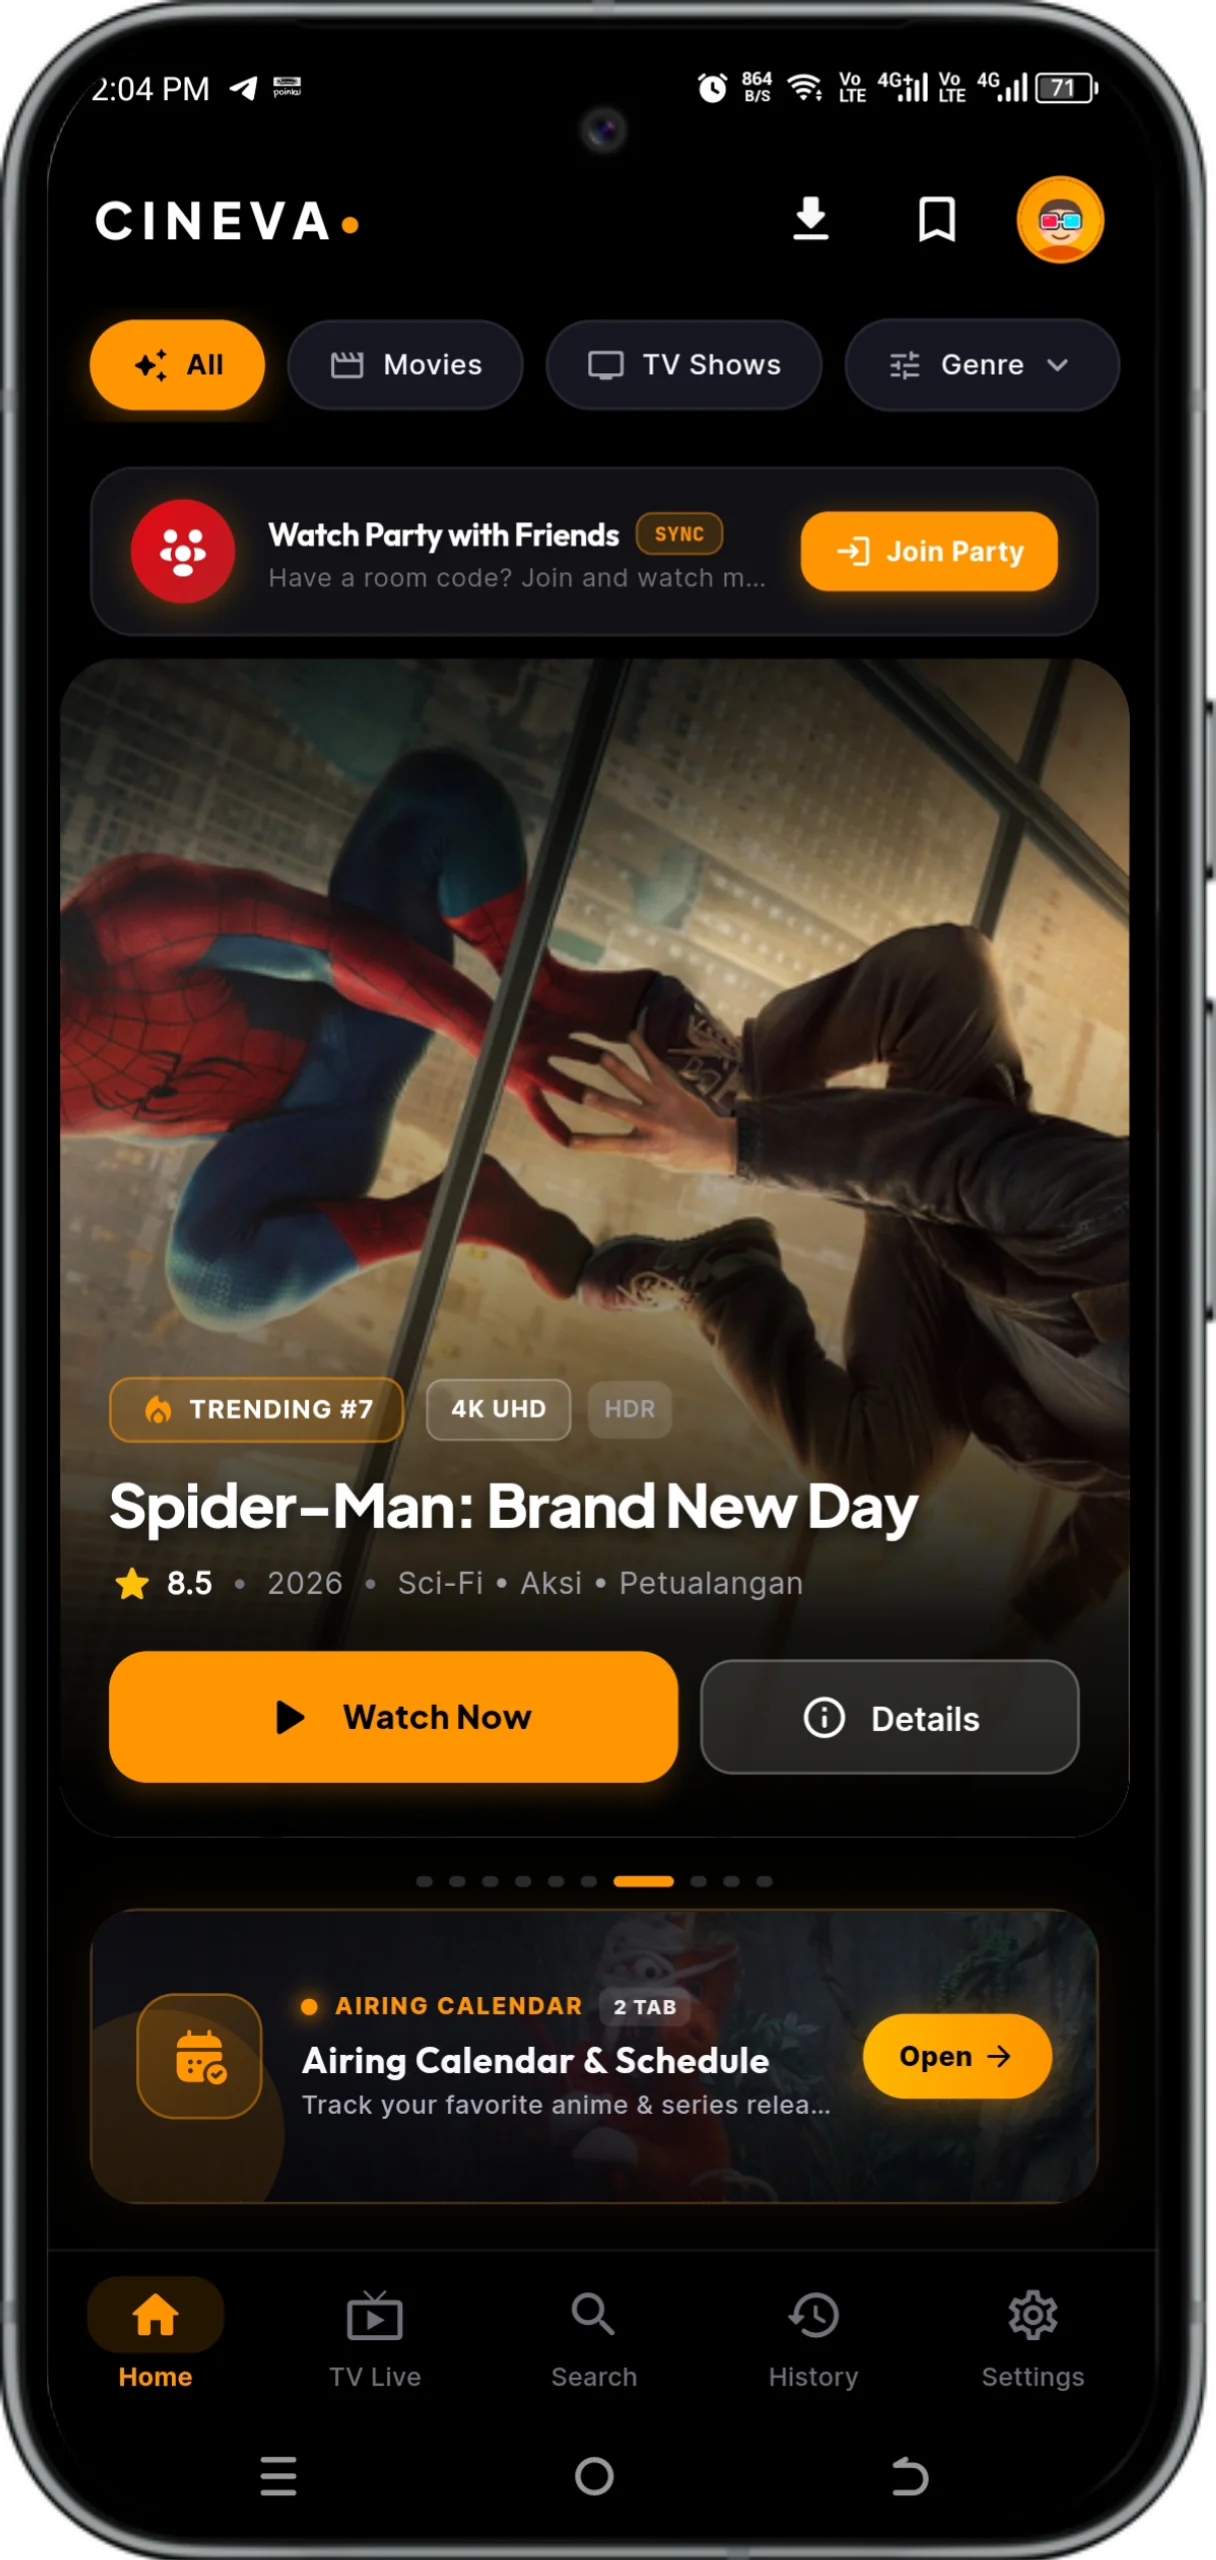 2:04 PM
864 B/S
Vo LTE
4G+
Vo LTE
4G
71
CINEVA
All
Movies
TV Shows
Genre
Watch Party with Friends
SYNC
Have a room code? Join and watch m...
Join Party
TRENDING #7
4K UHD
HDR
Spider-Man: Brand New Day
8.5 • 2026 • Sci-Fi • Aksi • Petualangan
Watch Now
Details
AIRING CALENDAR
2 TAB
Airing Calendar & Schedule
Track your favorite anime & series relea...
Open
Home
TV Live
Search
History
Settings